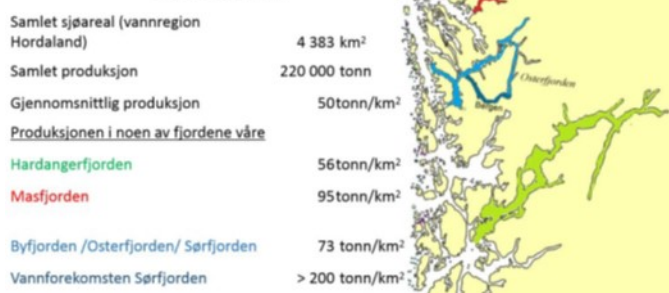 Samlet sjøareal (vannregion
Hordaland) 4 383 km²
Samlet produksjon 220 000 tonn
Gjennomsnittlig produksjon 50tonn/km²
Produksjonen i noen av fjordene våre
Hardangerfjorden 56tonn/km²
Masfjorden 95tonn/km²
Byfjorden /Osterfjorden/ Sørfjorden 73 tonn/km²
Vannforekomsten Sørfjorden > 200 tonn/km²
Osterfjorden
Bergen